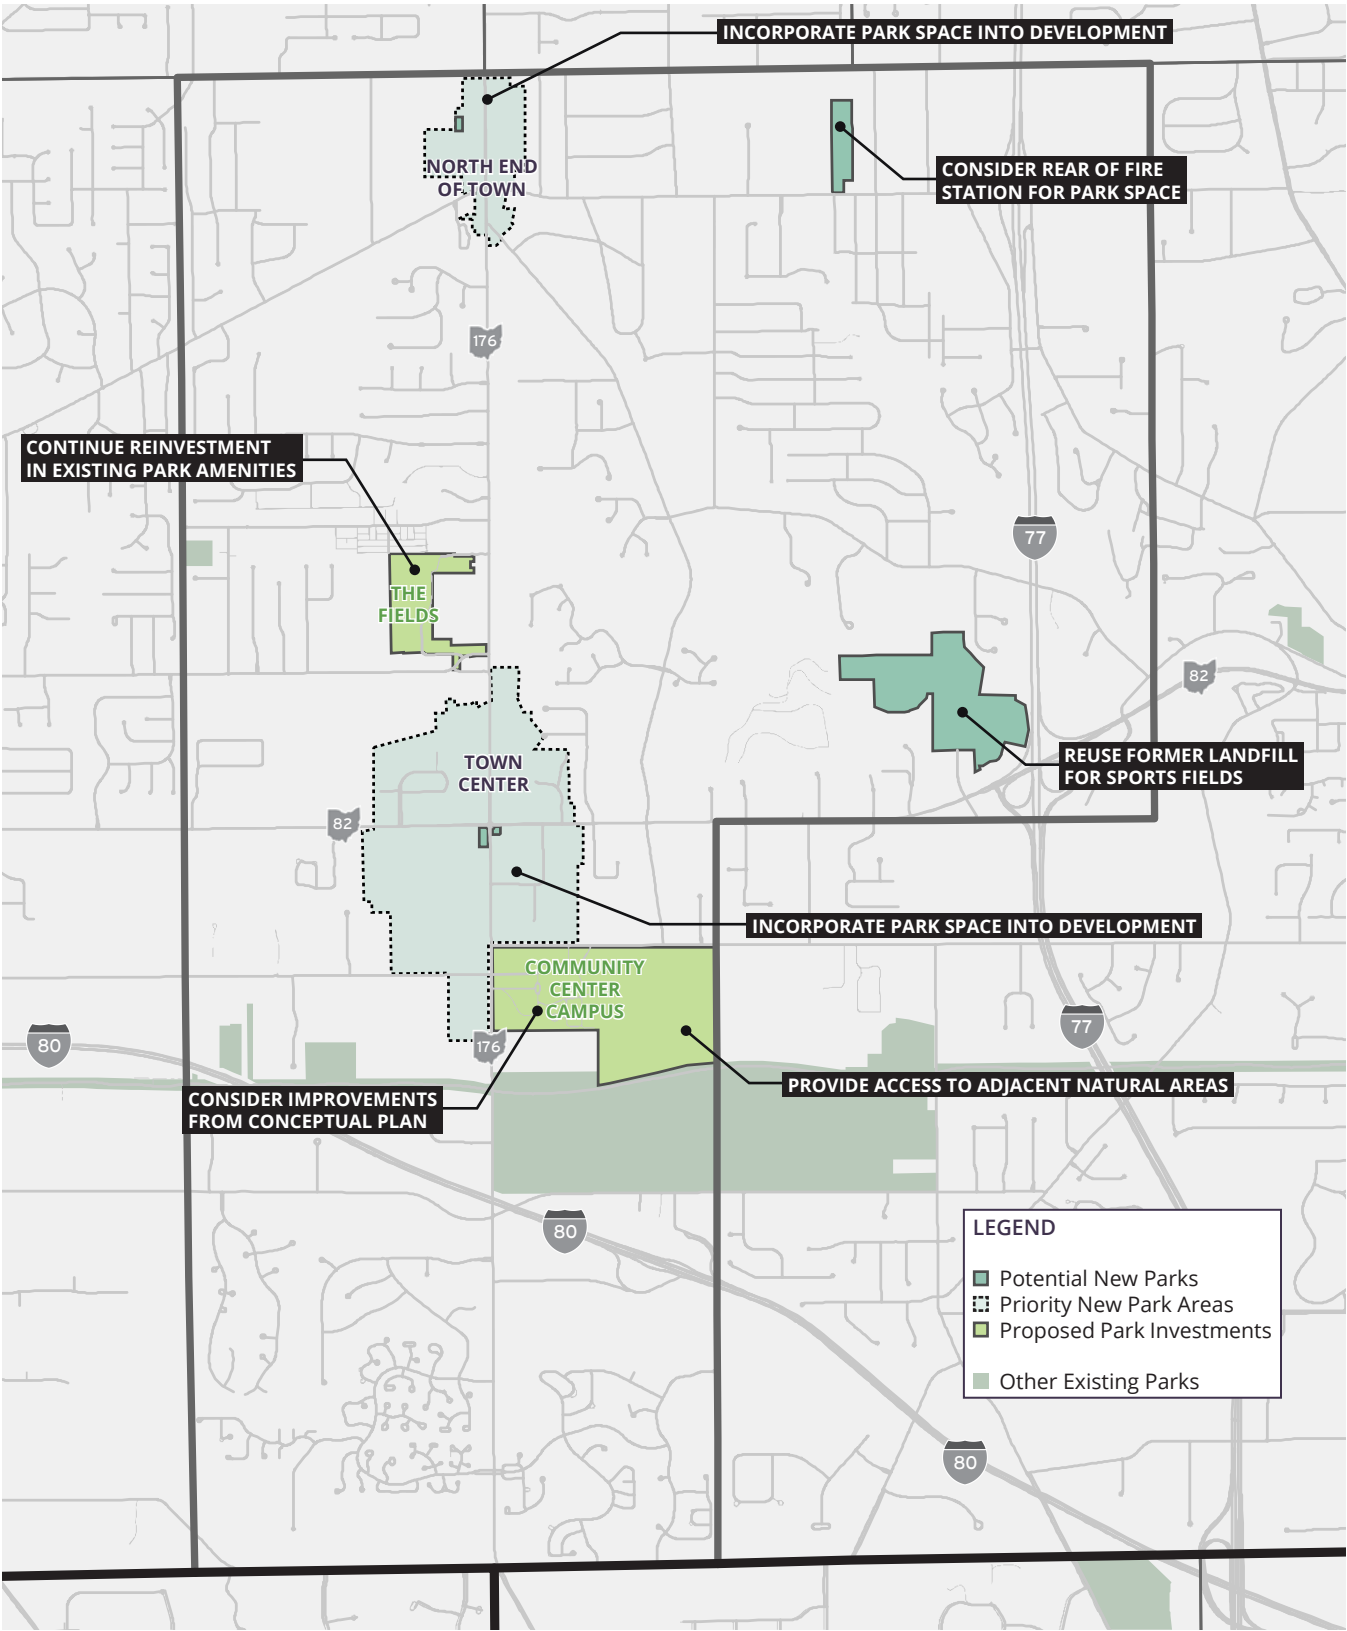 INCORPORATE PARK SPACE INTO DEVELOPMENT
NORTH END
OF TOWN
CONSIDER REAR OF FIRE
STATION FOR PARK SPACE
176
CONTINUE REINVESTMENT
IN EXISTING PARK AMENITIES
77
THE
FIELDS
82
TOWN
CENTER
REUSE FORMER LANDFILL
FOR SPORTS FIELDS
82
INCORPORATE PARK SPACE INTO DEVELOPMENT
COMMUNITY
CENTER
CAMPUS
77
80
176
PROVIDE ACCESS TO ADJACENT NATURAL AREAS
CONSIDER IMPROVEMENTS
FROM CONCEPTUAL PLAN
80
LEGEND
Potential New Parks
Priority New Park Areas
Proposed Park Investments
Other Existing Parks
80